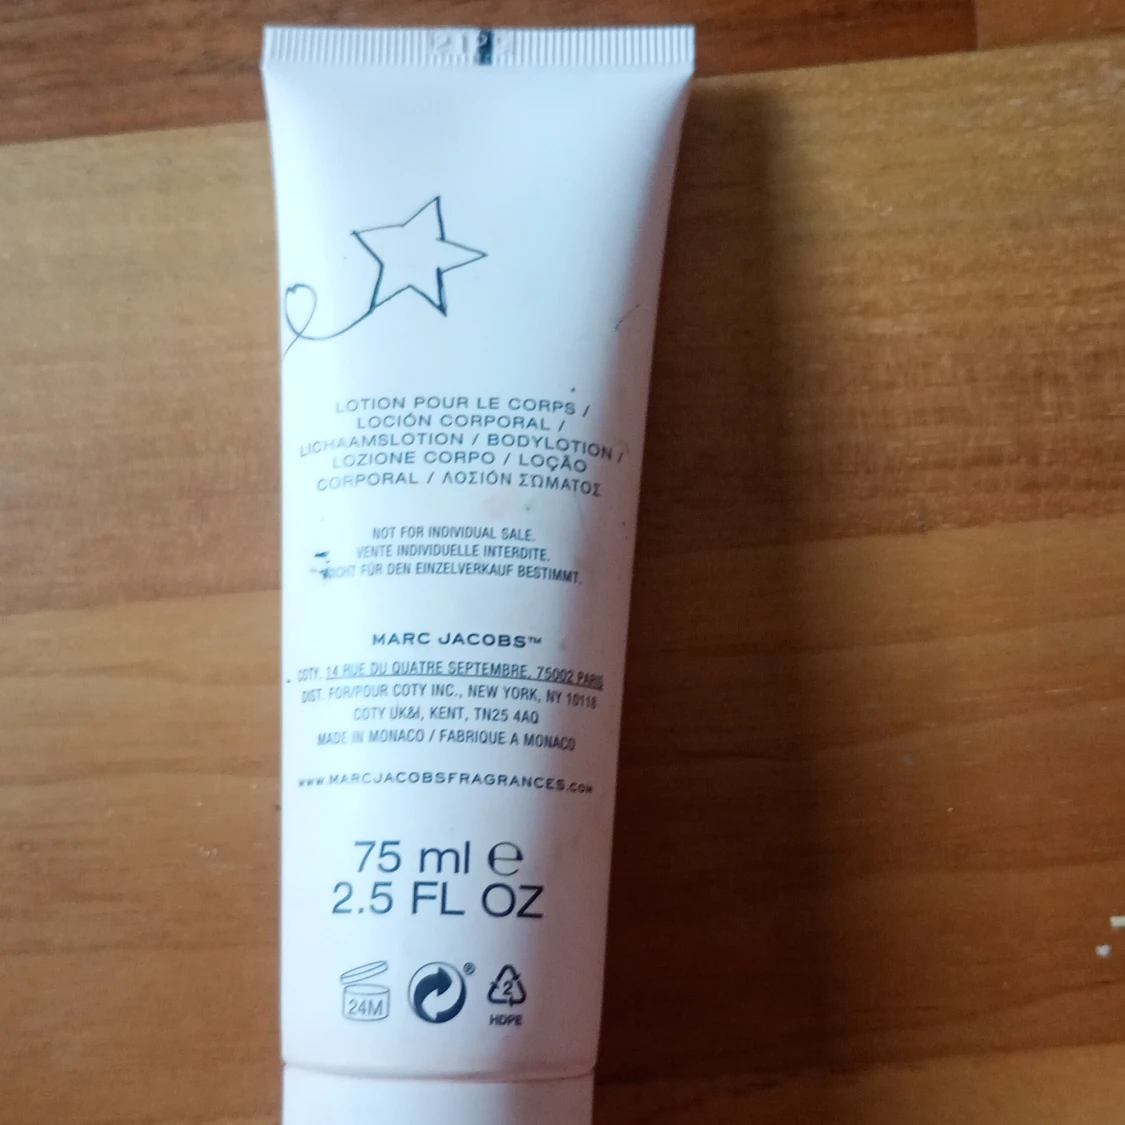 LOTION POUR LE CORPS /
LOCIÓN CORPORAL /
LICHAAMSLOTION / BODYLOTION /
LOZIONE CORPO / LOÇÃO
CORPORAL / ΛΟΣΙΌΝ ΣΩΜΑΤΟΣ
NOT FOR INDIVIDUAL SALE.
VENTE INDIVIDUELLE INTERDITE.
NICHT FÜR DEN EINZELVERKAUF BESTIMMT.
MARC JACOBS™
COTY, 14 RUE DU QUATRE SEPTEMBRE, 75002 PARIS
DIST. FOR/POUR COTY INC., NEW YORK, NY 10118
COTY UK&I, KENT, TN25 4AQ
MADE IN MONACO / FABRIQUE A MONACO
WWW.MARCJACOBSFRAGRANCES.COM
75 ml e
2.5 FL OZ
24M ® 2
HDPE